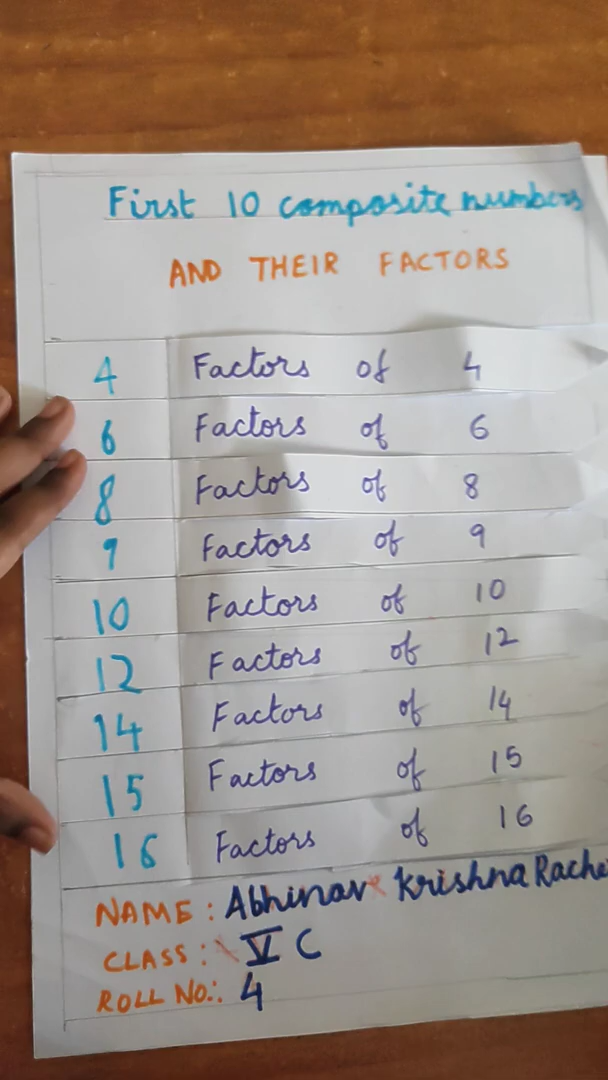 First 10 composite numbers
AND THEIR FACTORS
4 Factors of 4
6 Factors of 6
8 Factors of 8
9 Factors of 9
10 Factors of 10
12 Factors of 12
14 Factors of 14
15 Factors of 15
16 Factors of 16
NAME: Abhinav Krishna
CLASS: V C
ROLL NO.: 4